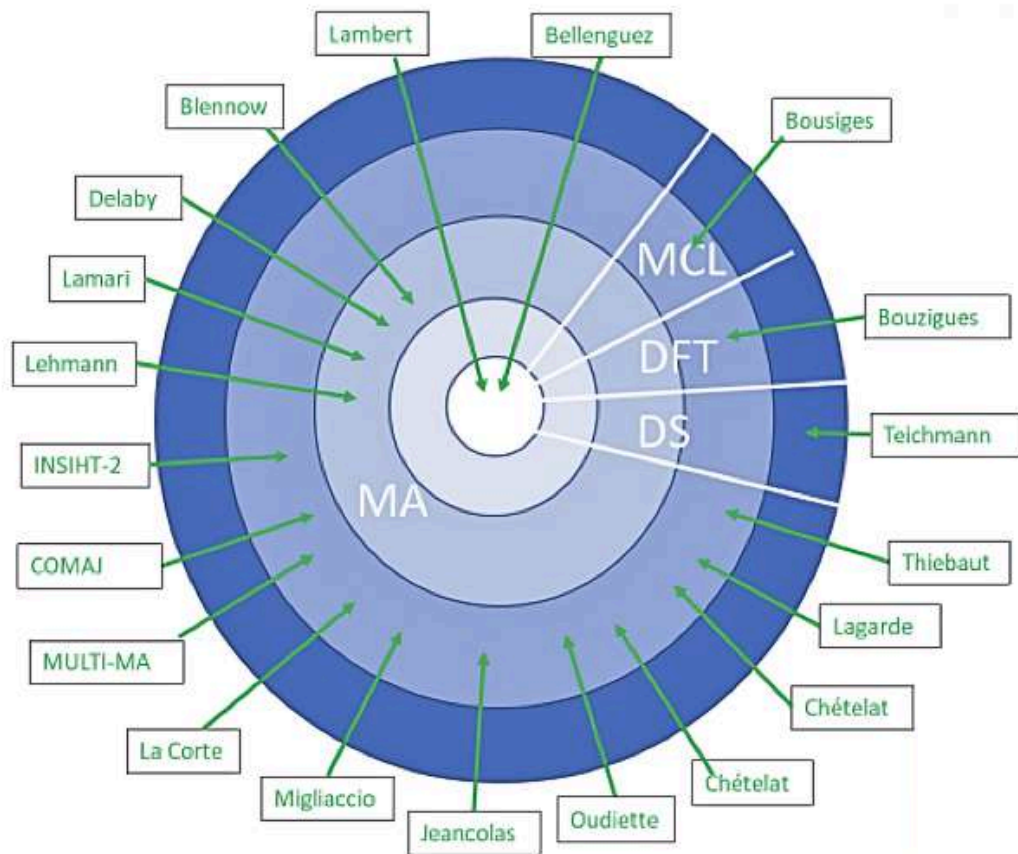 Lambert
Bellenguez
Blennow
Bousiges
Delaby
MCL
Lamari
Bouzigues
DFT
Lehmann
DS
Teichmann
INSIHT-2
MA
COMAJ
Thiebaut
Lagarde
MULTI-MA
Chételat
La Corte
Migliaccio
Chételat
Jeancolas
Oudiette